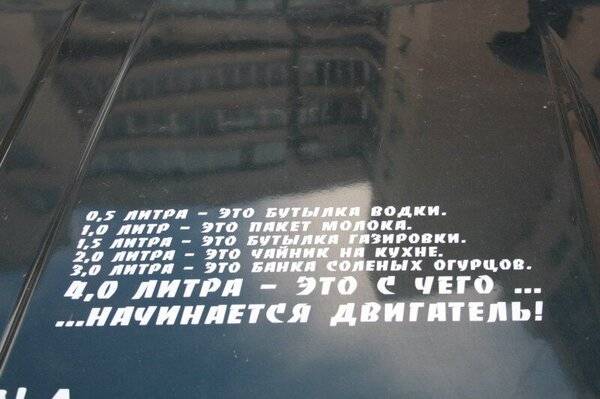 0,5 ЛИТРА - ЭТО БУТЫЛКА ВОДКИ.
1,0 ЛИТР - ЭТО ПАКЕТ МОЛОКА.
1,5 ЛИТРА - ЭТО БУТЫЛКА ГАЗИРОВКИ.
2,0 ЛИТРА - ЭТО ЧАЙНИК НА КУХНЕ.
3,0 ЛИТРА - ЭТО БАНКА СОЛЕНЫХ ОГУРЦОВ.
4,0 ЛИТРА - ЭТО С ЧЕГО ...
...НАЧИНАЕТСЯ ДВИГАТЕЛЬ!